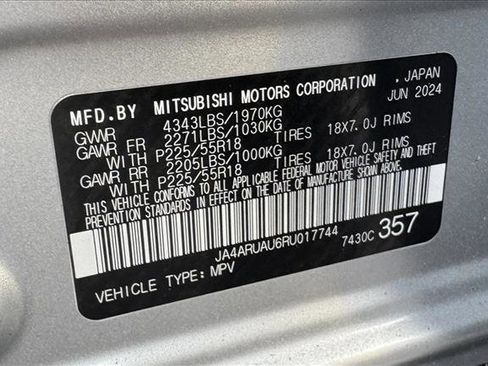 MFD.BY MITSUBISHI MOTORS CORPORATION , JAPAN
GVWR 4343LBS/1970KG JUN 2024
GAWR FR 2271LBS/1030KG
WITH P225/55R18 TIRES 18X7.0J RIMS
GAWR RR 2205LBS/1000KG
WITH P225/55R18 TIRES 18X7.0J RIMS
THIS VEHICLE CONFORMS TO ALL APPLICABLE FEDERAL MOTOR VEHICLE SAFETY AND THEFT
PREVENTION STANDARDS IN EFFECT ON THE DATE OF MANUFACTURE SHOWN ABOVE.
JA4ARUAU6RU017744 7430C 357
VEHICLE TYPE: MPV